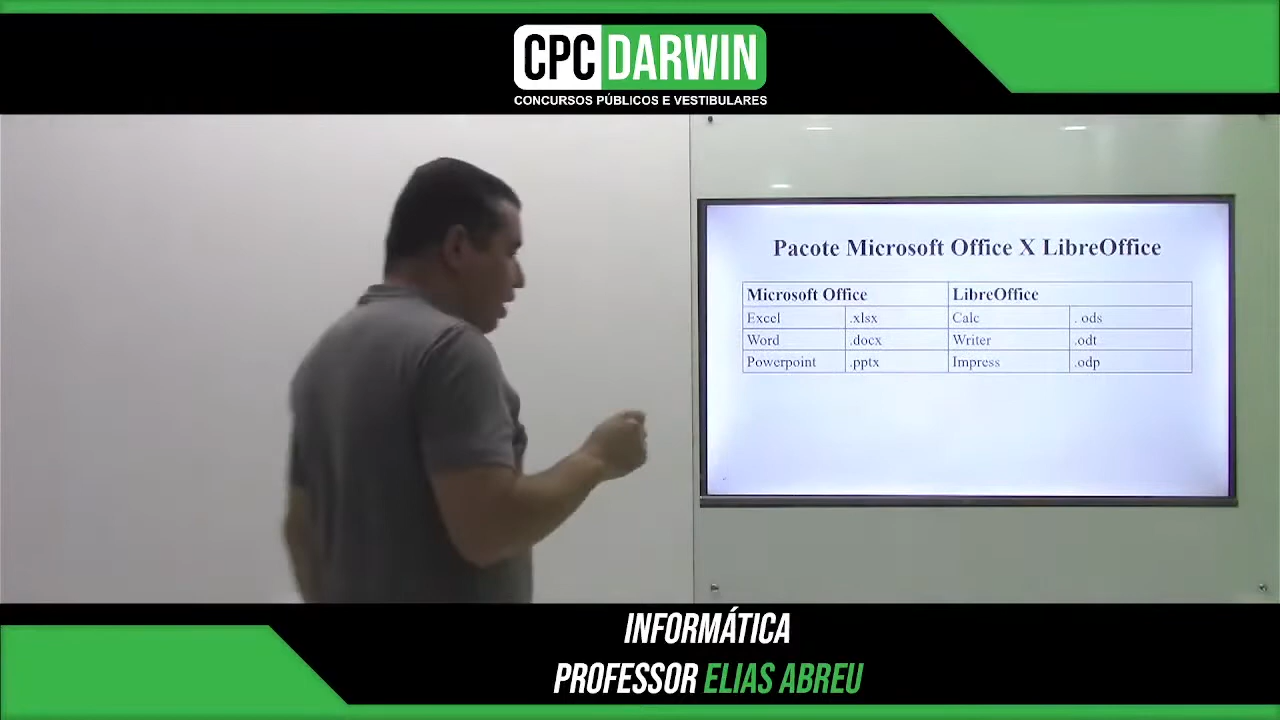 CPC DARWIN
CONCURSOS PÚBLICOS E VESTIBULARES
Pacote Microsoft Office X LibreOffice
Microsoft Office LibreOffice
Excel .xlsx Calc . ods
Word .docx Writer .odt
Powerpoint .pptx Impress .odp
INFORMÁTICA
PROFESSOR ELIAS ABREU